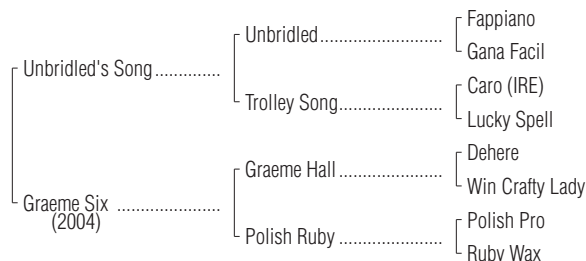 Fappiano
Unbridled
Gana Facil
Unbridled's Song
Caro (IRE)
Trolley Song
Lucky Spell
Dehere
Graeme Hall
Win Crafty Lady
Graeme Six
(2004)
Polish Pro
Polish Ruby
Ruby Wax